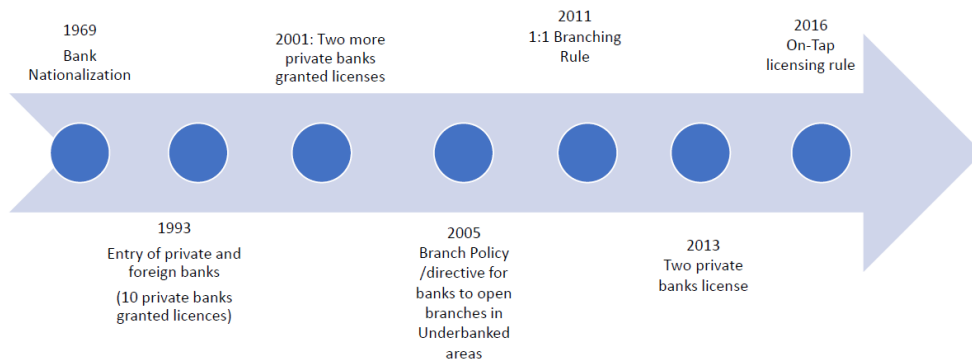 1969
Bank
Nationalization
1993
Entry of private and
foreign banks
(10 private banks
granted licences)
2001: Two more
private banks
granted licenses
2005
Branch Policy
/directive for
banks to open
branches in
Underbanked
areas
2011
1:1 Branching
Rule
2013
Two private
banks license
2016
On-Tap
licensing rule